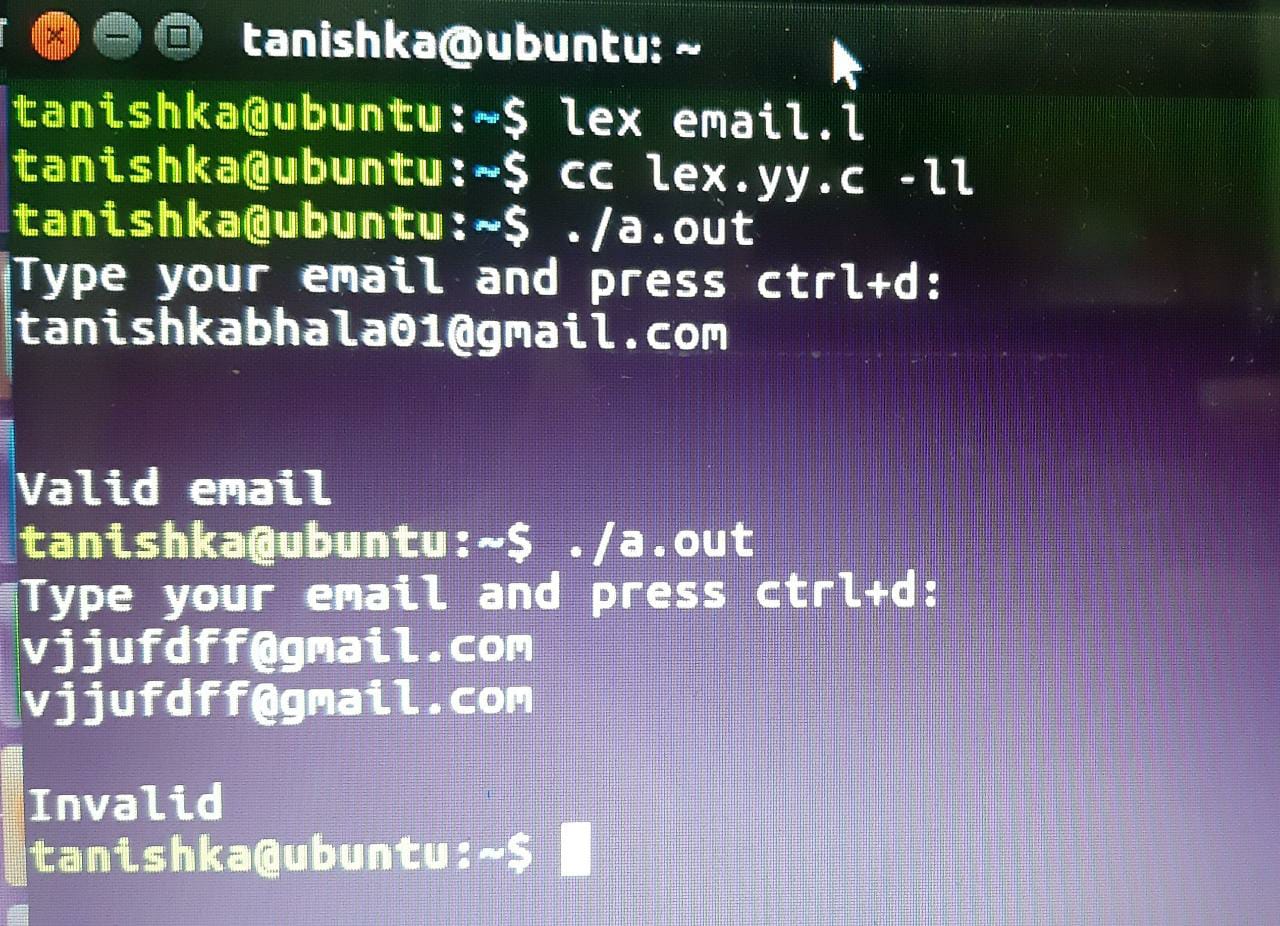 tanishka@ubuntu: ~
tanishka@ubuntu:~$ lex email.l
tanishka@ubuntu:~$ cc lex.yy.c -ll
tanishka@ubuntu:~$ ./a.out
Type your email and press ctrl+d:
tanishkabhala01@gmail.com
Valid email
tanishka@ubuntu:~$ ./a.out
Type your email and press ctrl+d:
vjjufdff@gmail.com
vjjufdff@gmail.com
Invalid
tanishka@ubuntu:~$